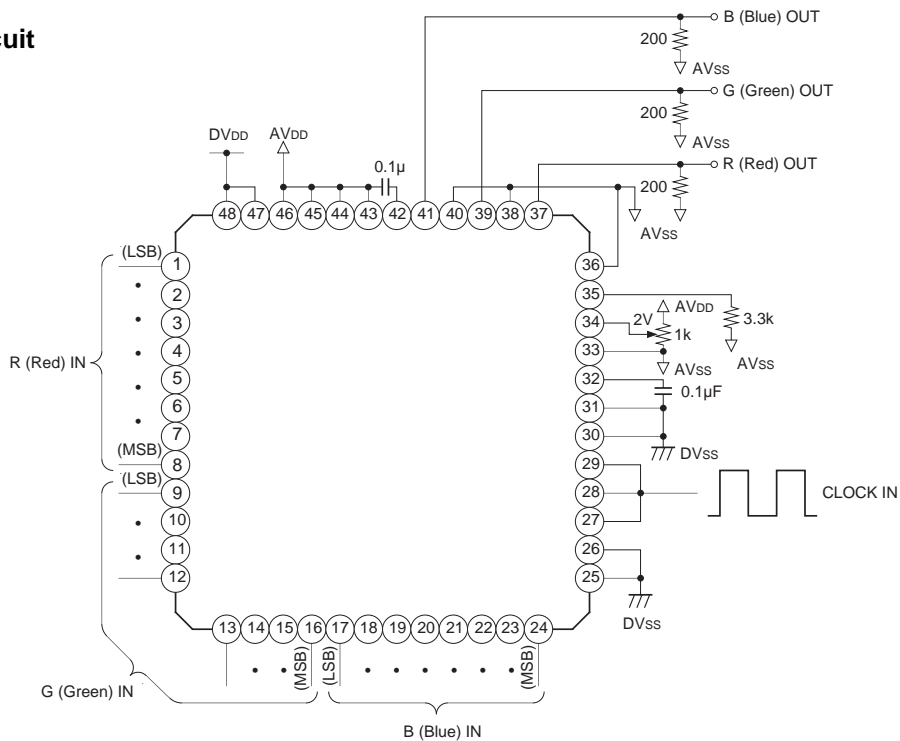 cuit
B (Blue) OUT
200
AVss
G (Green) OUT
200
AVss
R (Red) OUT
200
AVss
DVDD
AVDD
0.1µ
48 47 46 45 44 43 42 41 40 39 38 37
(LSB)
1
2
3
4
5
6
7
(MSB)
8
R (Red) IN
(LSB)
9
10
11
12
36
35
34
33
32
31
30
29
28
27
26
25
AVDD
2V
1k
3.3k
AVss
AVss
0.1µF
DVss
CLOCK IN
DVss
13 14 15 16 17 18 19 20 21 22 23 24
(MSB)
(LSB)
(MSB)
G (Green) IN
B (Blue) IN